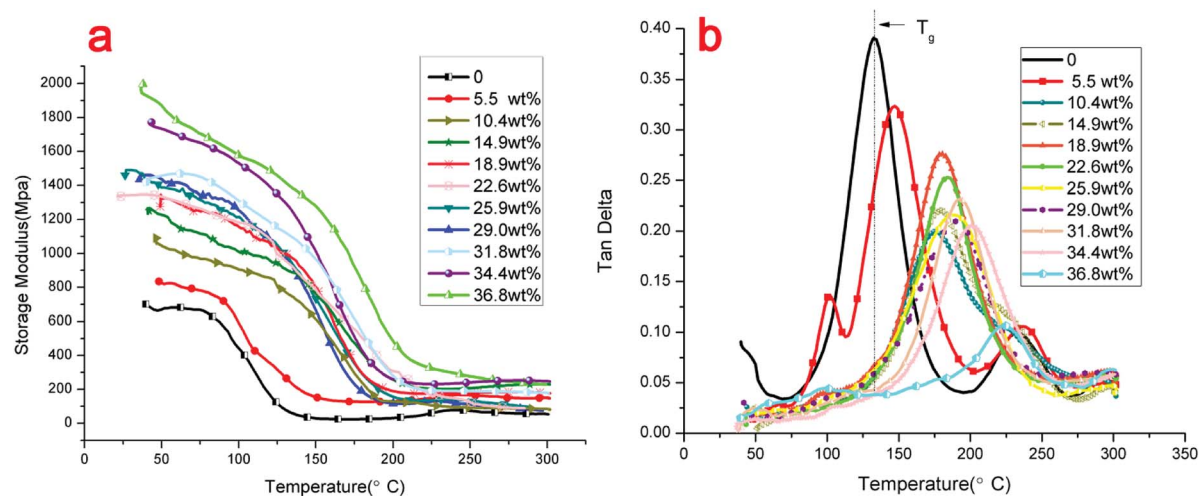 a
Storage Modulus(Mpa)
2000
1800
1600
1400
1200
1000
800
600
400
200
0
0
50
100
150
200
250
300
Temperature(° C)
0
5.5 wt%
10.4wt%
14.9wt%
18.9wt%
22.6wt%
25.9wt%
29.0wt%
31.8wt%
34.4wt%
36.8wt%
b
Tan Delta
0.40
0.35
0.30
0.25
0.20
0.15
0.10
0.05
0.00
0
50
100
150
200
250
300
350
Temperature(° C)
Tg
0
5.5 wt%
10.4wt%
14.9wt%
18.9wt%
22.6wt%
25.9wt%
29.0wt%
31.8wt%
34.4wt%
36.8wt%